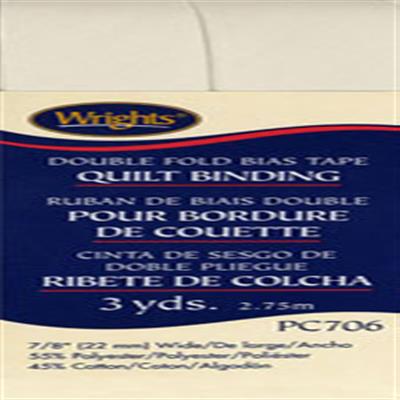 Wrights®
DOUBLE FOLD BIAS TAPE
QUILT BINDING
RUBAN DE BIAIS DOUBLE
POUR BORDURE
DE COUETTE
CINTA DE SESGO DE
DOBLE PLIEGUE
RIBETE DE COLCHA
3 yds. 2.75m
PC706
7/8" (22 mm) Wide/De large/Ancho
55% Polyester/Polyester/Poliéster
45% Cotton/Coton/Algodón